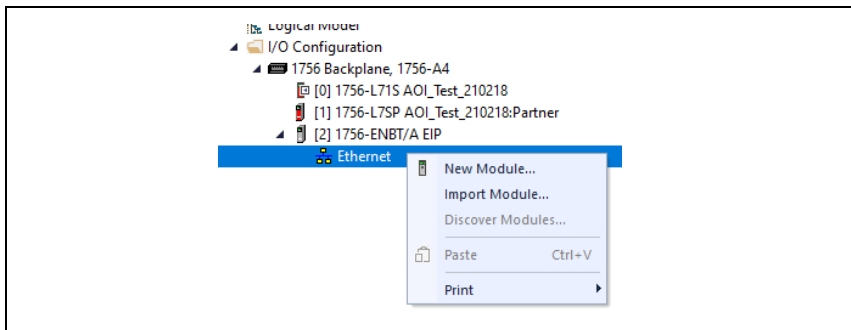 Logical Model
I/O Configuration
1756 Backplane, 1756-A4
[0] 1756-L71S AOI_Test_210218
[1] 1756-L7SP AOI_Test_210218:Partner
[2] 1756-ENBT/A EIP
Ethernet
New Module...
Import Module...
Discover Modules...
Paste Ctrl+V
Print